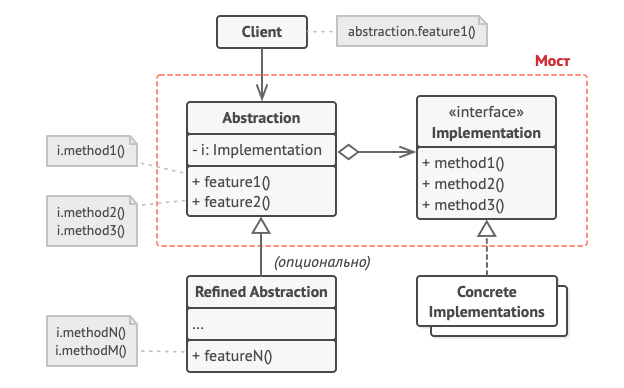 Client
abstraction.feature1()
Мост
Abstraction
- i: Implementation
+ feature1()
+ feature2()
«interface»
Implementation
+ method1()
+ method2()
+ method3()
i.method1()
i.method2()
i.method3()
(опционально)
Refined Abstraction
...
+ featureN()
Concrete
Implementations
i.methodN()
i.methodM()